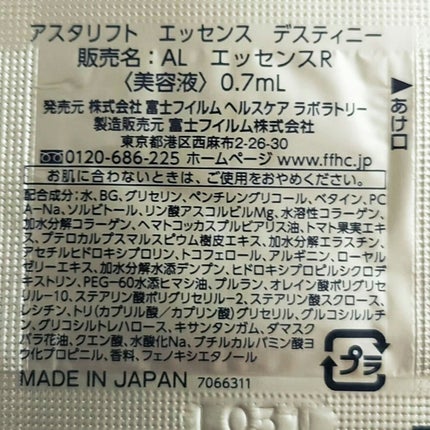 アスタリフト エッセンス デスティニー
販売名：AL エッセンスR
〈美容液〉0.7mL
▲あけ口
発売元 株式会社 富士フイルム ヘルスケア ラボラトリー
製造販売元 富士フイルム株式会社
東京都港区西麻布2-26-30
0120-686-225 ホームページ www.ffhc.jp
お肌に合わないときは、ご使用をおやめください。
配合成分：水、BG、グリセリン、ペンチレングリコール、ベタイン、PC
A-Na、ソルビトール、リン酸アスコルビルMg、水溶性コラーゲン、
加水分解コラーゲン、ヘマトコッカスプルビアリス油、トマト果実エキ
ス、プテロカルプスマルスピウム樹皮エキス、加水分解エラスチン、
アセチルヒドロキシプロリン、トコフェロール、アルギニン、ローヤル
ゼリーエキス、加水分解水添デンプン、ヒドロキシプロピルシクロデ
キストリン、PEG-60水添ヒマシ油、プルラン、オレイン酸ポリグリセ
リル-10、ステアリン酸ポリグリセリル-2、ステアリン酸スクロース、
レシチン、トリ(カプリル酸/カプリン酸)グリセリル、グルコシルルチ
ン、グリコシルトレハロース、キサンタンガム、ダマスク
バラ花油、クエン酸、水酸化Na、ブチルカルバミン酸ヨ
ウ化プロピニル、香料、フェノキシエタノール
プラ
MADE IN JAPAN 7066311